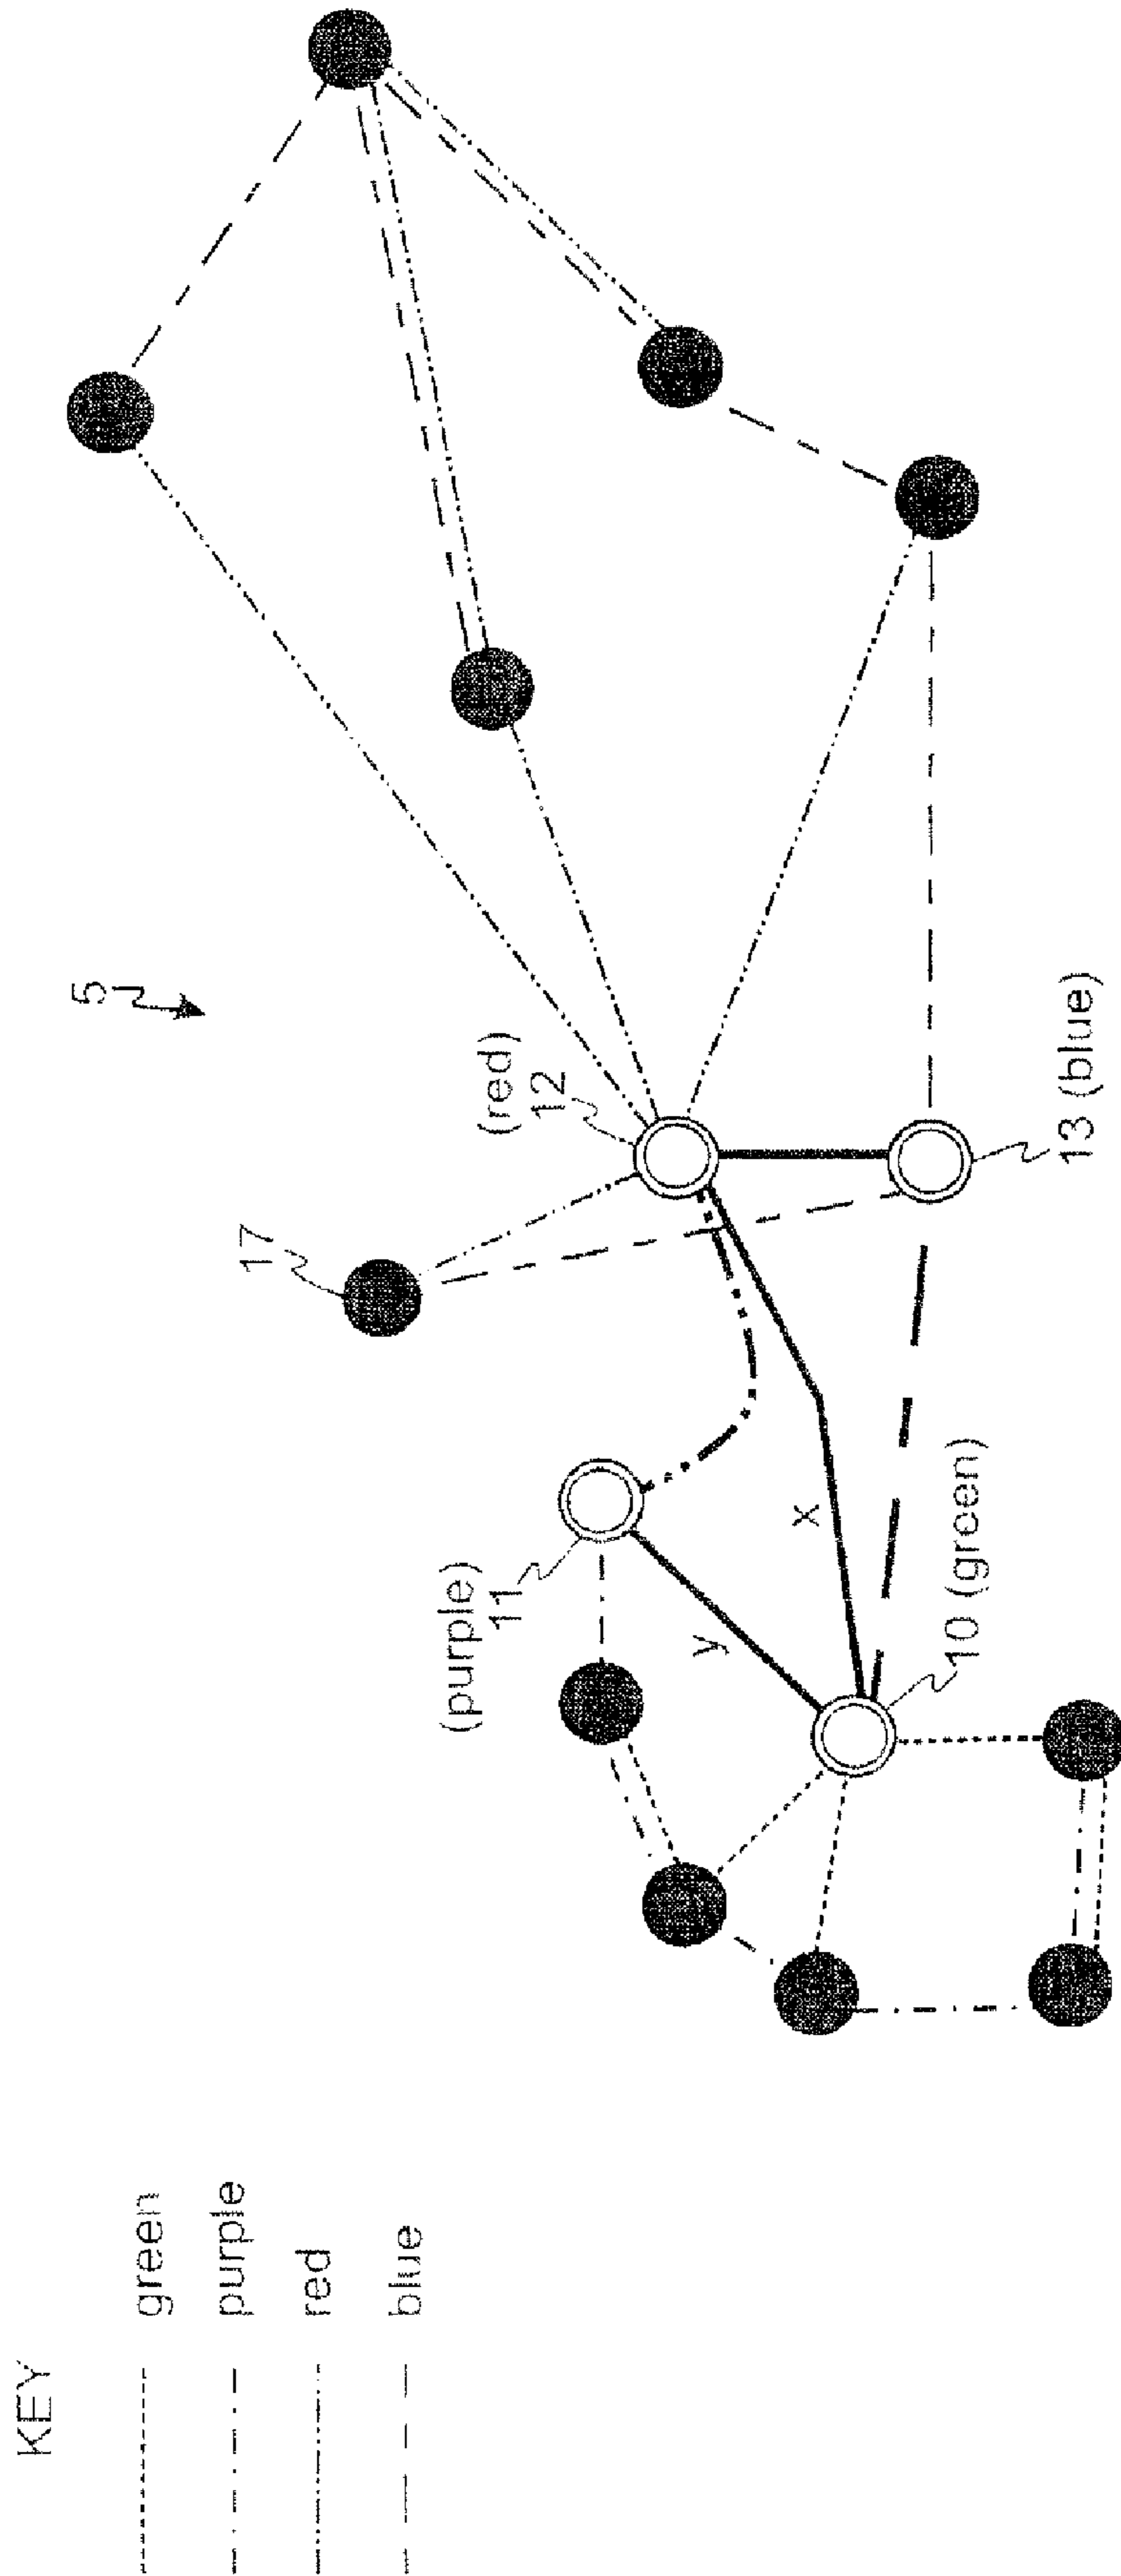 KEY
green
purple
red
blue
5
17
(red)
12
13 (blue)
(purple)
11
y
x
10 (green)